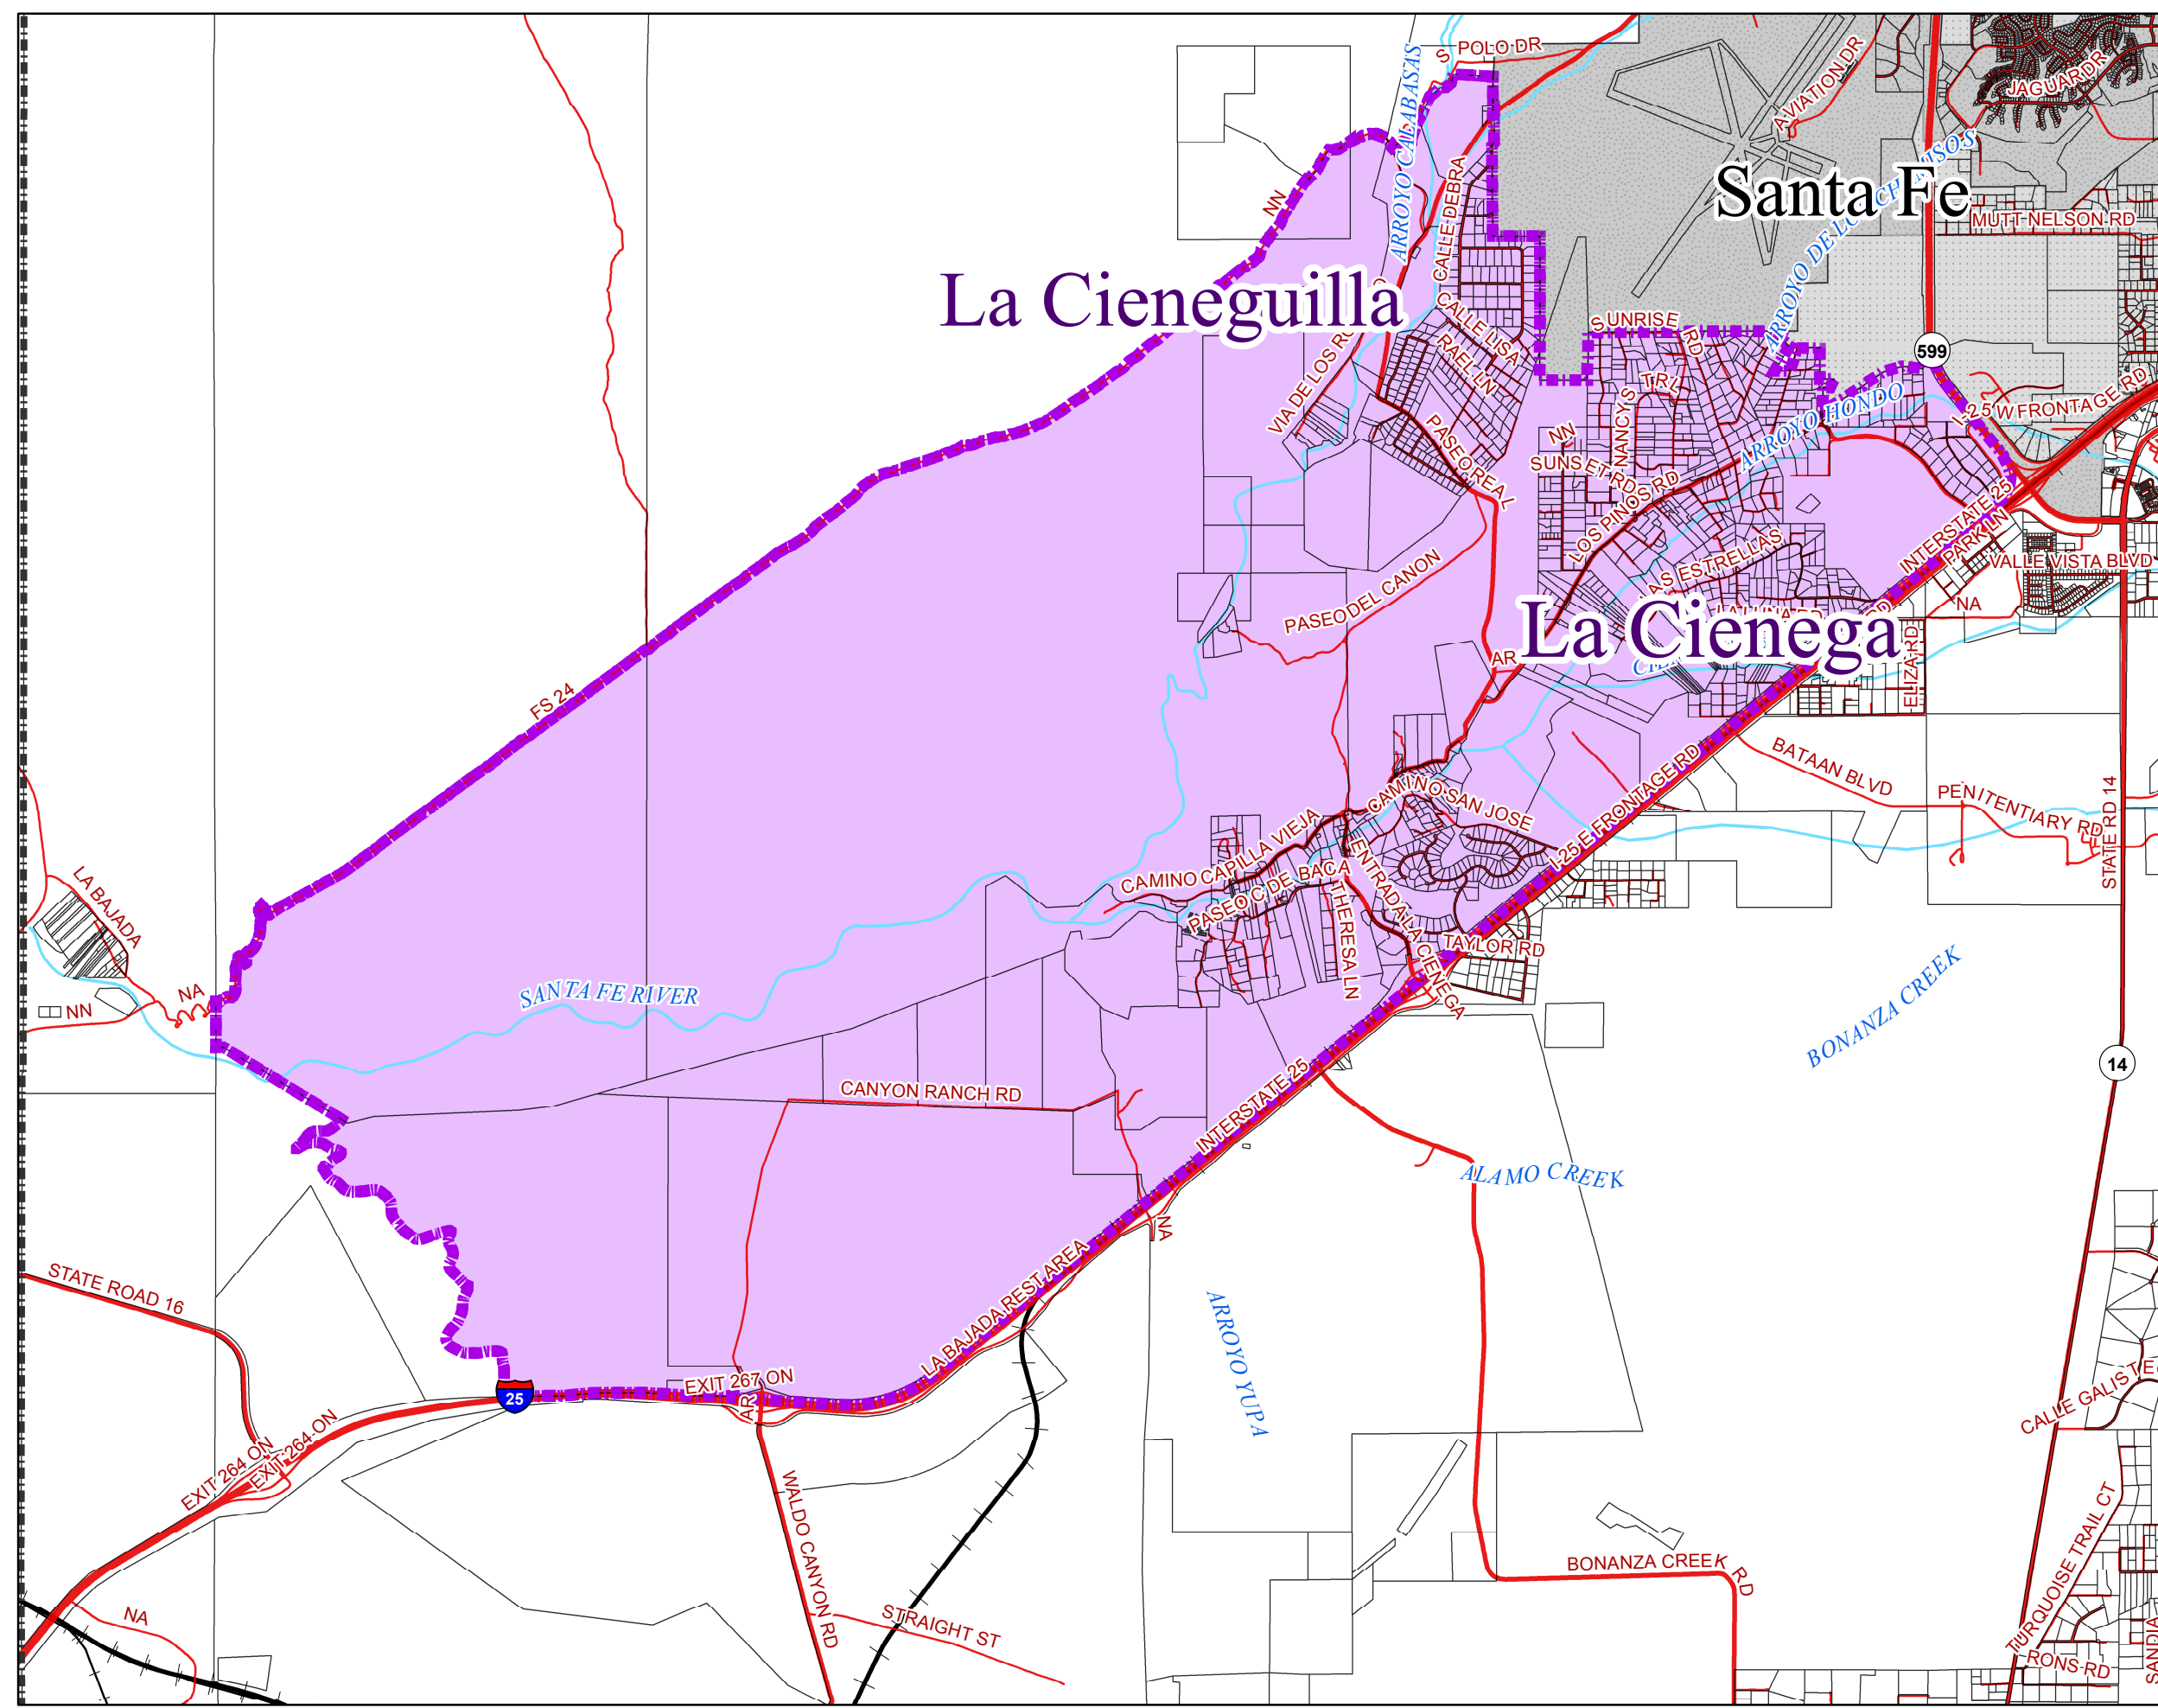 POLO DR
S
ARROYO CALABASAS
AVIATION DR
JAGUAR DR
Santa Fe
MUTT NELSON RD
NN
CALLE DEBRA
La Cieneguilla
CALLE LISA
SUNRISE
RD
599
RAEL LN
TRL
NANCY S
ARROYO HONDO
I-25 W FRONTAGE RD
PASEO REAL
NN
SUNSET RD
LOS PINOS RD
INTERSTATE 25
PARK LN
VALLE VISTA BLVD
PASEO DEL CANON
LAS ESTRELLAS
LA LUNA RD
RD
NA
La Cienega
AR
ELIZA RD
FS 24
BATAAN BLVD
PENITENTIARY RD
STATE RD 14
CAMINO SAN JOSE
I-25 E FRONTAGE RD
CAMINO CAPILLA VIEJA
PASEO C DE BACA
ENTRADA LA CIENEGA
THERESA LN
TAYLOR RD
LA BAJADA
NA
NN
SANTA FE RIVER
BONANZA CREEK
14
CANYON RANCH RD
INTERSTATE 25
ALAMO CREEK
NA
LA BAJADA REST AREA
STATE ROAD 16
ARROYO YUPA
EXIT 267 ON
AR
25
EXIT 264 ON
EXIT 264 ON
WALDO CANYON RD
CALLE GALISTEO
TURQUOISE TRAIL CT
BONANZA CREEK RD
NA
STRAIGHT ST
RONS RD
SANDIA